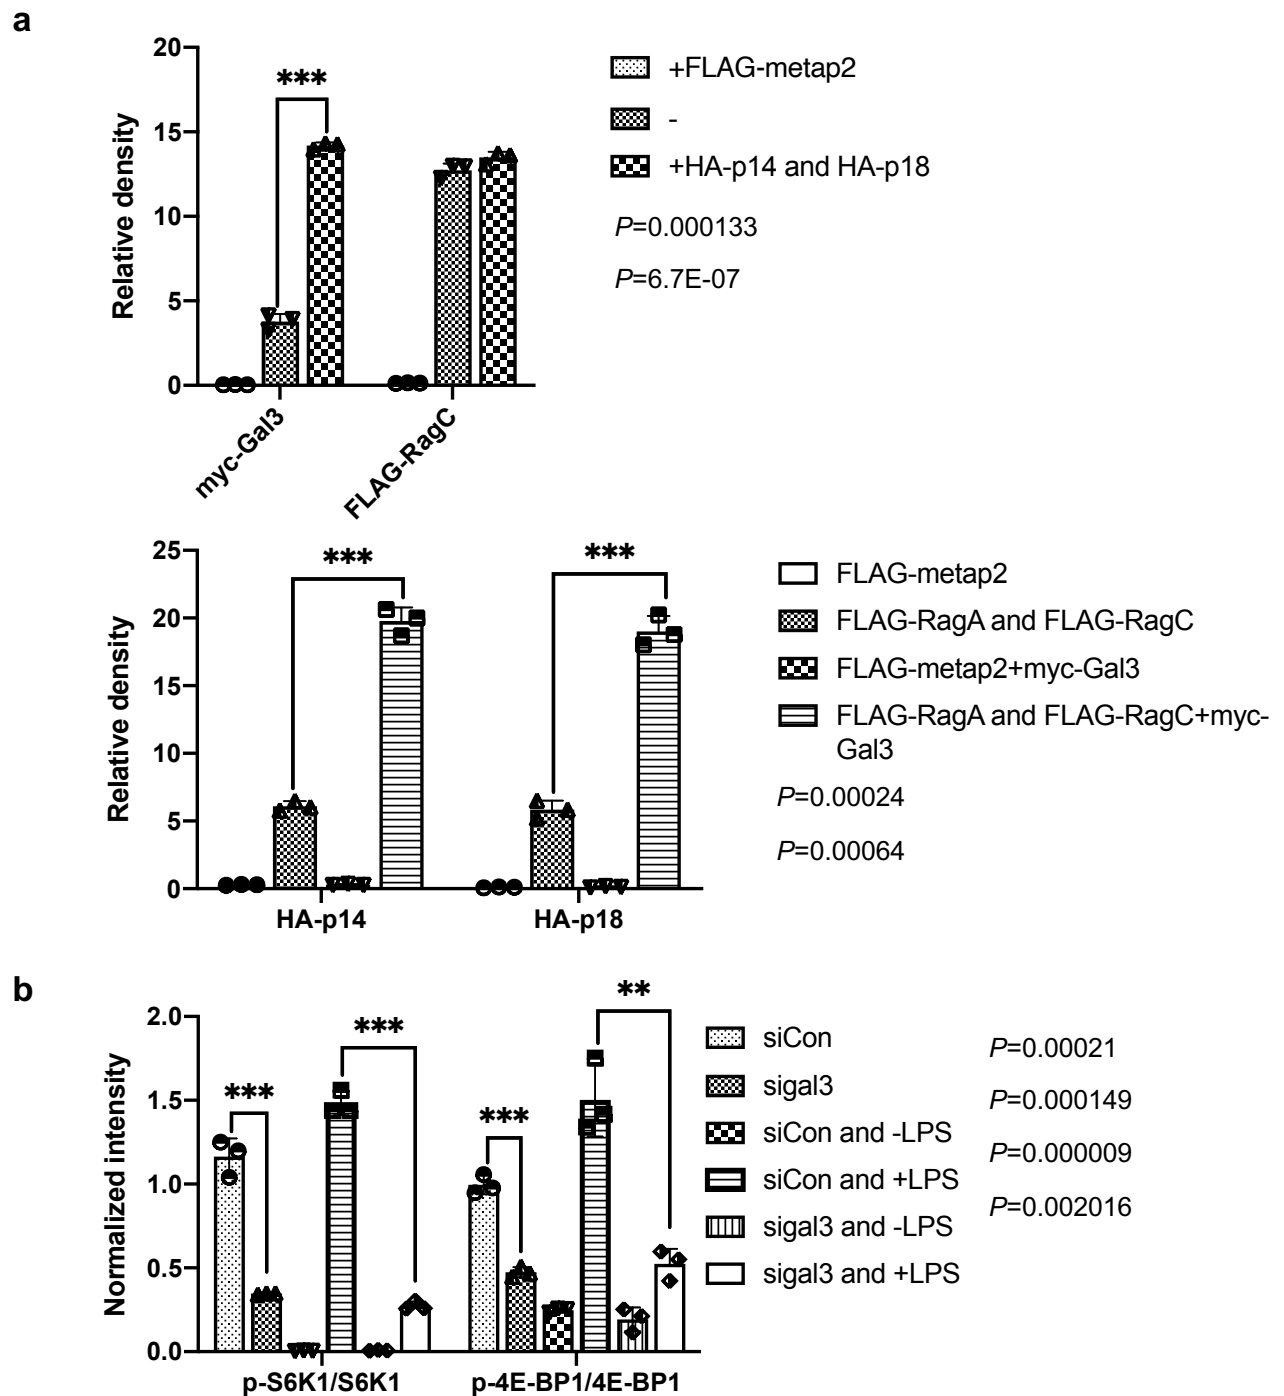 a
20
15
10
5
0
Relative density
***
myc-Gal3
FLAG-RagC
+FLAG-metap2
-
+HA-p14 and HA-p18
P=0.000133
P=6.7E-07
25
20
15
10
5
0
Relative density
***
***
HA-p14
HA-p18
FLAG-metap2
FLAG-RagA and FLAG-RagC
FLAG-metap2+myc-Gal3
FLAG-RagA and FLAG-RagC+myc-
Gal3
P=0.00024
P=0.00064
b
2.0
1.5
1.0
0.5
0.0
Normalized intensity
***
***
***
**
p-S6K1/S6K1
p-4E-BP1/4E-BP1
siCon
sigal3
siCon and -LPS
siCon and +LPS
sigal3 and -LPS
sigal3 and +LPS
P=0.00021
P=0.000149
P=0.000009
P=0.002016